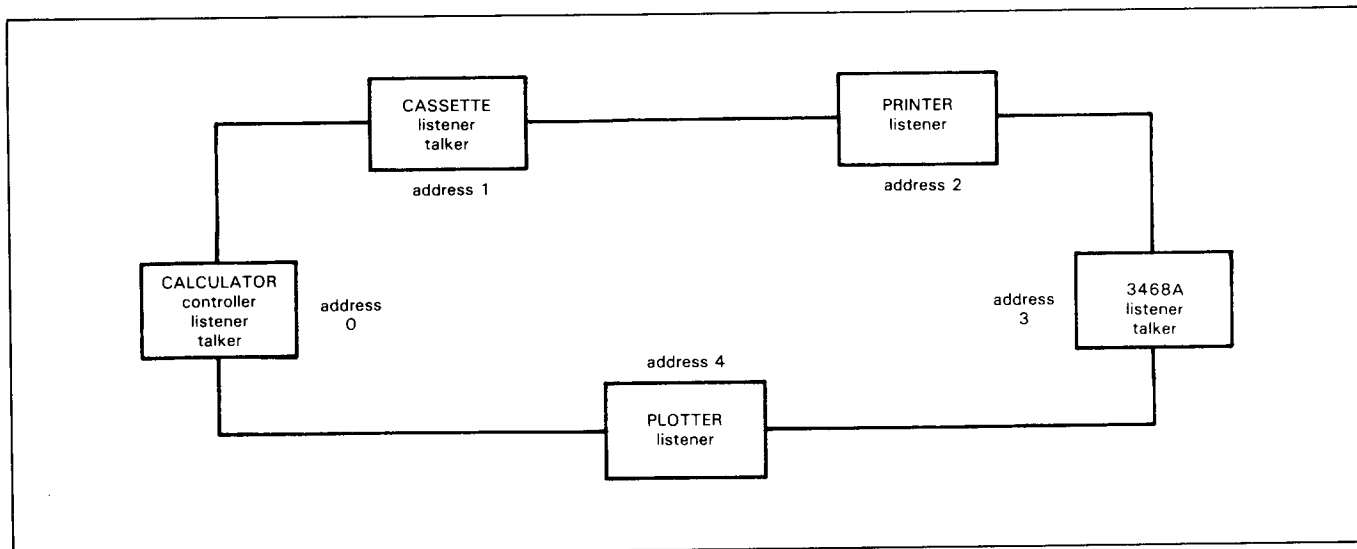 CASSETTE
listener
talker
address 1
PRINTER
listener
address 2
CALCULATOR
controller
listener
talker
address
0
address
3
3468A
listener
talker
address 4
PLOTTER
listener